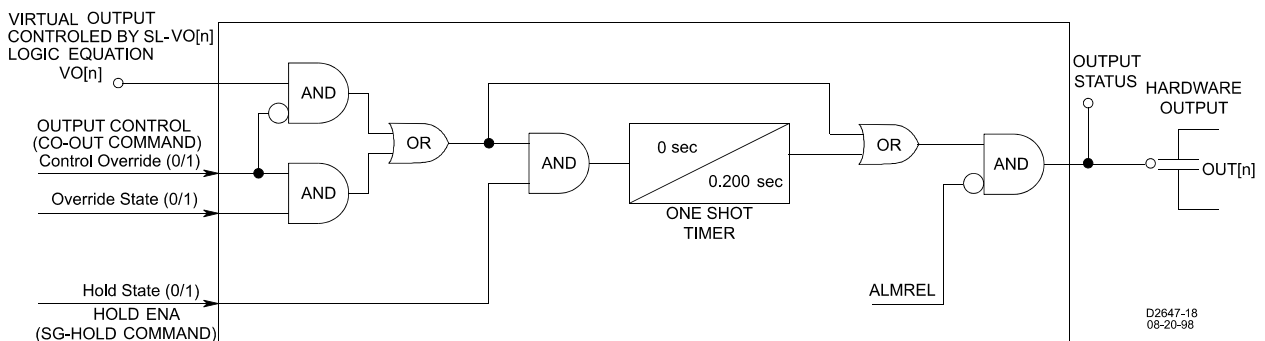 VIRTUAL OUTPUT
CONTROLED BY SL-VO[n]
LOGIC EQUATION
VO[n]
OUTPUT CONTROL
(CO-OUT COMMAND)
Control Override (0/1)
Override State (0/1)
Hold State (0/1)
HOLD ENA
(SG-HOLD COMMAND)
AND
AND
OR
AND
0 sec
0.200 sec
ONE SHOT
TIMER
OR
AND
ALMREL
OUTPUT
STATUS
HARDWARE
OUTPUT
OUT[n]
D2647-18
08-20-98